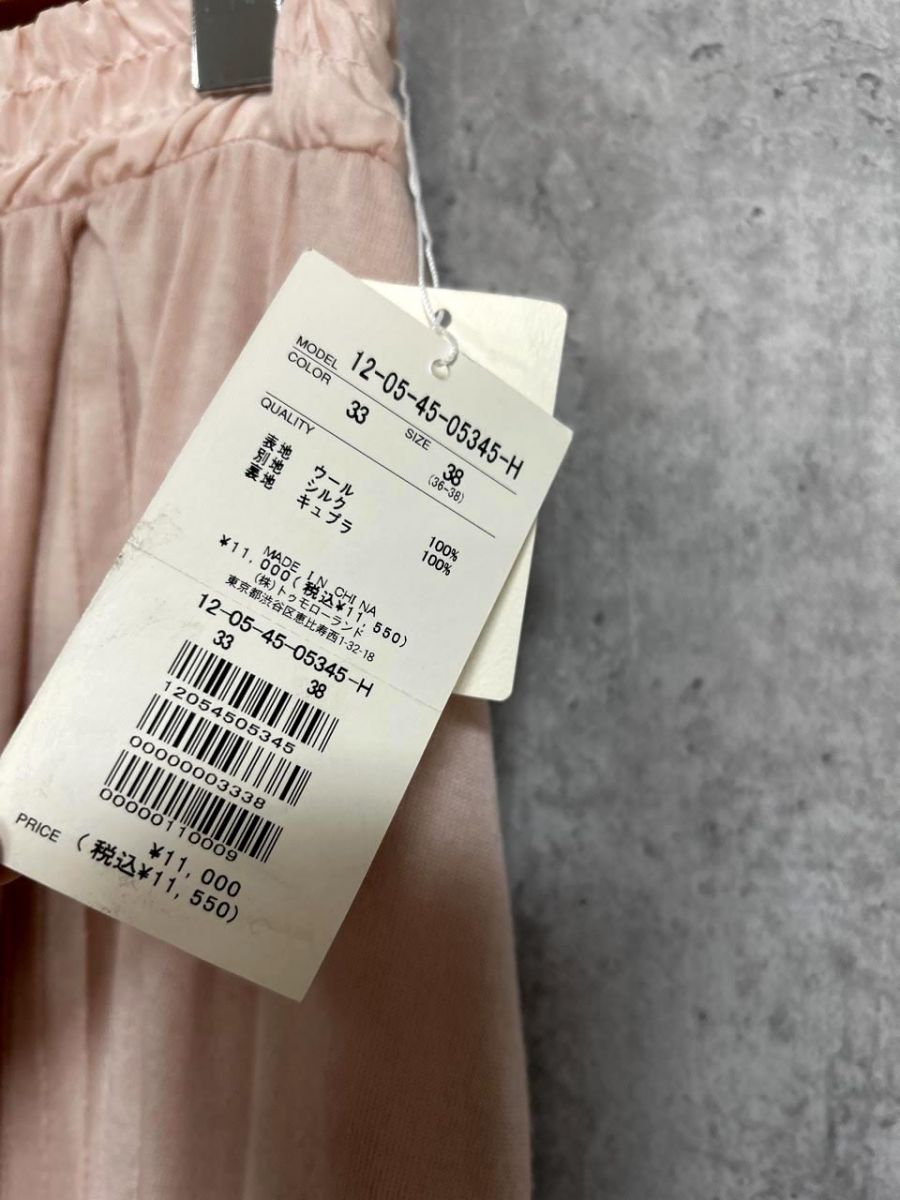 MODEL 12-05-45-05345-H
COLOR 33 SIZE 38
(36-38)
QUALITY
表地 ウール 100%
別地 シルク 100%
裏地 キュプラ
MADE IN CHINA
¥11,000(税込¥11,550)
(株)トゥモローランド
東京都渋谷区恵比寿西1-32-18
12-05-45-05345-H
33 38
12054505345
00000003338
00000110009
PRICE ¥11,000
(税込¥11,550)